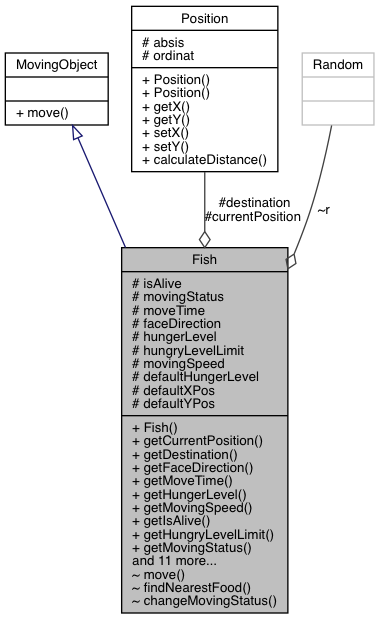 Position
# absis
# ordinat
+ Position()
+ Position()
+ getX()
+ getY()
+ setX()
+ setY()
+ calculateDistance()
MovingObject
+ move()
Random
#destination
#currentPosition
~r
Fish
# isAlive
# movingStatus
# moveTime
# faceDirection
# hungerLevel
# hungryLevelLimit
# movingSpeed
# defaultHungerLevel
# defaultXPos
# defaultYPos
+ Fish()
+ getCurrentPosition()
+ getDestination()
+ getFaceDirection()
+ getMoveTime()
+ getHungerLevel()
+ getMovingSpeed()
+ getIsAlive()
+ getHungryLevelLimit()
+ getMovingStatus()
and 11 more...
~ move()
~ findNearestFood()
~ changeMovingStatus()